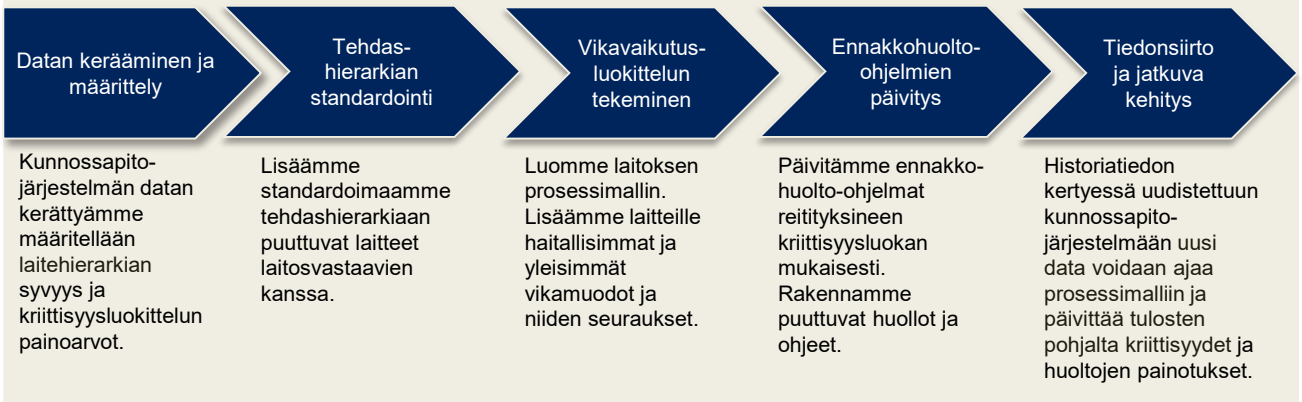 Datan kerääminen ja
määrittely
Tehdas-
hierarkian
standardointi
Vikavaikutus-
luokittelun
tekeminen
Ennakkohuolto-
ohjelmien
päivitys
Tiedonsiirto
ja jatkuva
kehitys
Kunnossapito-
järjestelmän datan
kerättyämme
määritellään
laitehierarkian
syvyys ja
kriittisyysluokittelun
painoarvot.
Lisäämme
standardoimaamme
tehdashierarkiaan
puuttuvat laitteet
laitosvastaavien
kanssa.
Luomme laitoksen
prosessimallin.
Lisäämme laitteille
haitallisimmat ja
yleisimmät
vikamuodot ja
niiden seuraukset.
Päivitämme ennakko-
huolto-ohjelmat
reitityksineen
kriittisyysluokan
mukaisesti.
Rakennamme
puuttuvat huollot ja
ohjeet.
Historiatiedon
kertyessä uudistettuun
kunnossapito-
järjestelmään uusi
data voidaan ajaa
prosessimalliin ja
päivittää tulosten
pohjalta kriittisyydet ja
huoltojen painotukset.